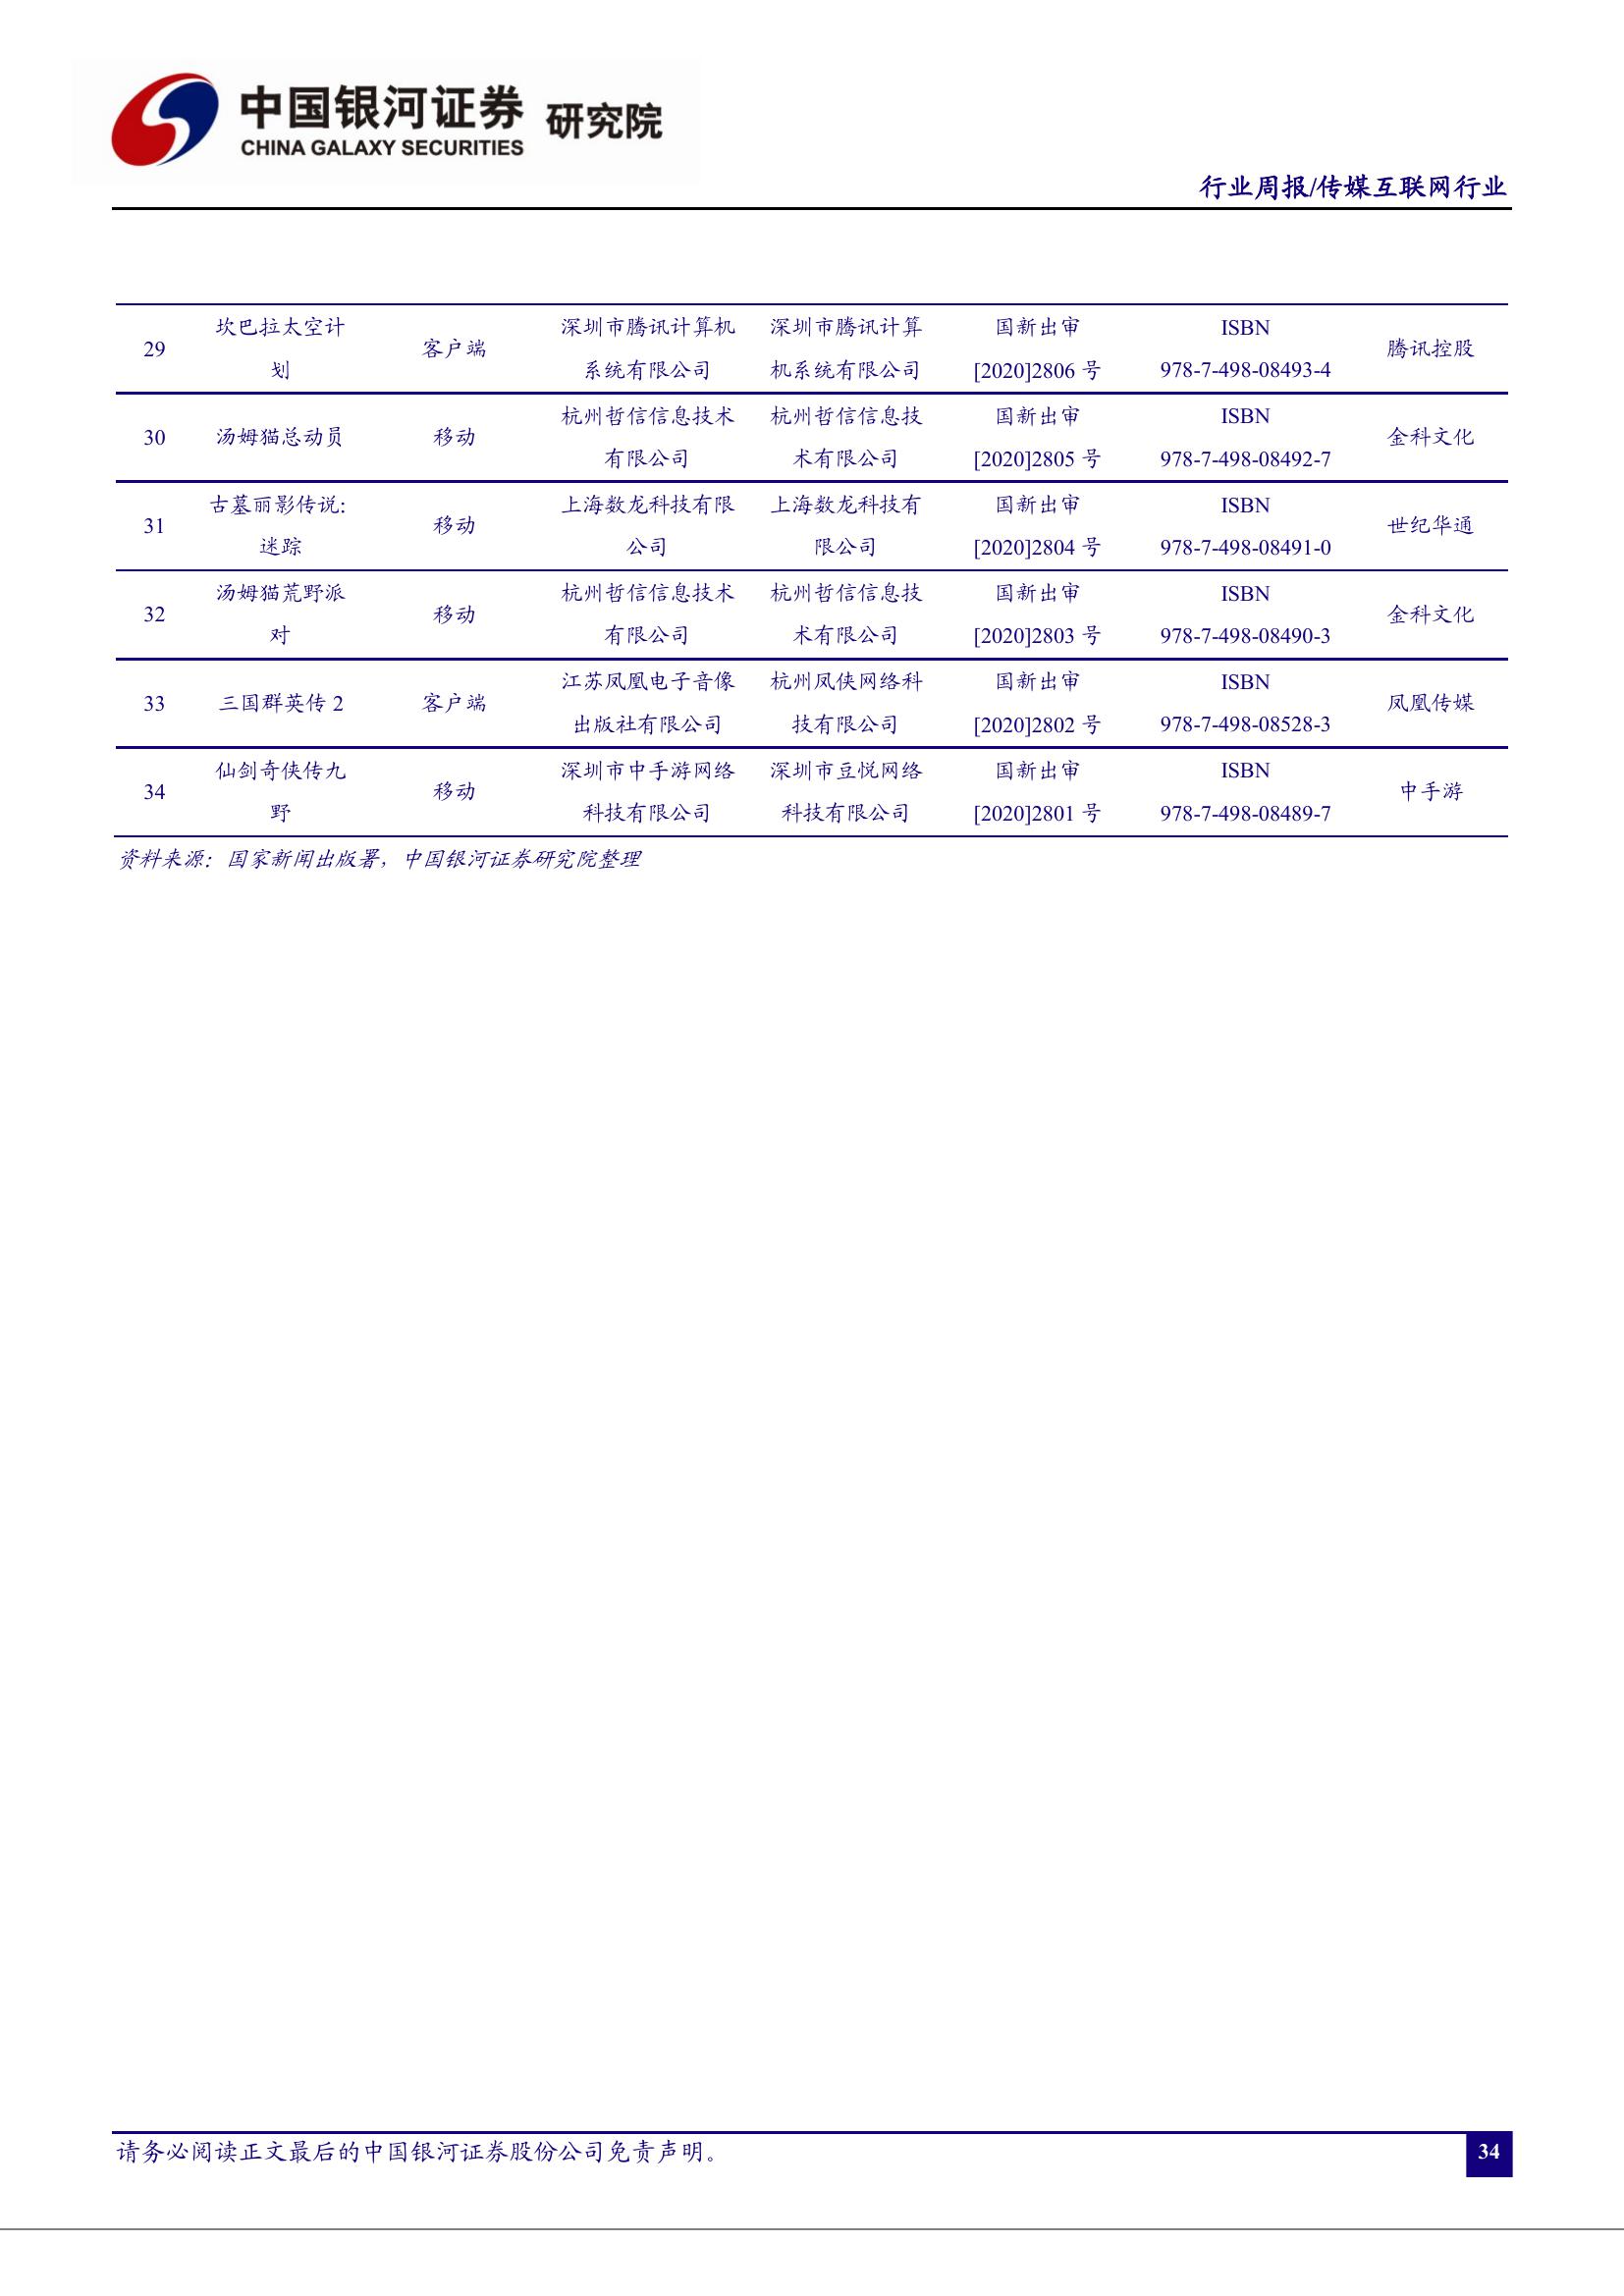 中国银河证券 研究院
CHINA GALAXY SECURITIES
行业周报/传媒互联网行业
29 坎巴拉太空计划 客户端 深圳市腾讯计算机系统有限公司 深圳市腾讯计算机系统有限公司 国新出审[2020]2806 号 ISBN 978-7-498-08493-4 腾讯控股
30 汤姆猫总动员 移动 杭州哲信信息技术有限公司 杭州哲信信息技术有限公司 国新出审[2020]2805 号 ISBN 978-7-498-08492-7 金科文化
31 古墓丽影传说:迷踪 移动 上海数龙科技有限公司 上海数龙科技有限公司 国新出审[2020]2804 号 ISBN 978-7-498-08491-0 世纪华通
32 汤姆猫荒野派对 移动 杭州哲信信息技术有限公司 杭州哲信信息技术有限公司 国新出审[2020]2803 号 ISBN 978-7-498-08490-3 金科文化
33 三国群英传 2 客户端 江苏凤凰电子音像出版社有限公司 杭州凤侠网络科技有限公司 国新出审[2020]2802 号 ISBN 978-7-498-08528-3 凤凰传媒
34 仙剑奇侠传九野 移动 深圳市中手游网络科技有限公司 深圳市豆悦网络科技有限公司 国新出审[2020]2801 号 ISBN 978-7-498-08489-7 中手游
资料来源：国家新闻出版署，中国银河证券研究院整理
请务必阅读正文最后的中国银河证券股份公司免责声明。
34